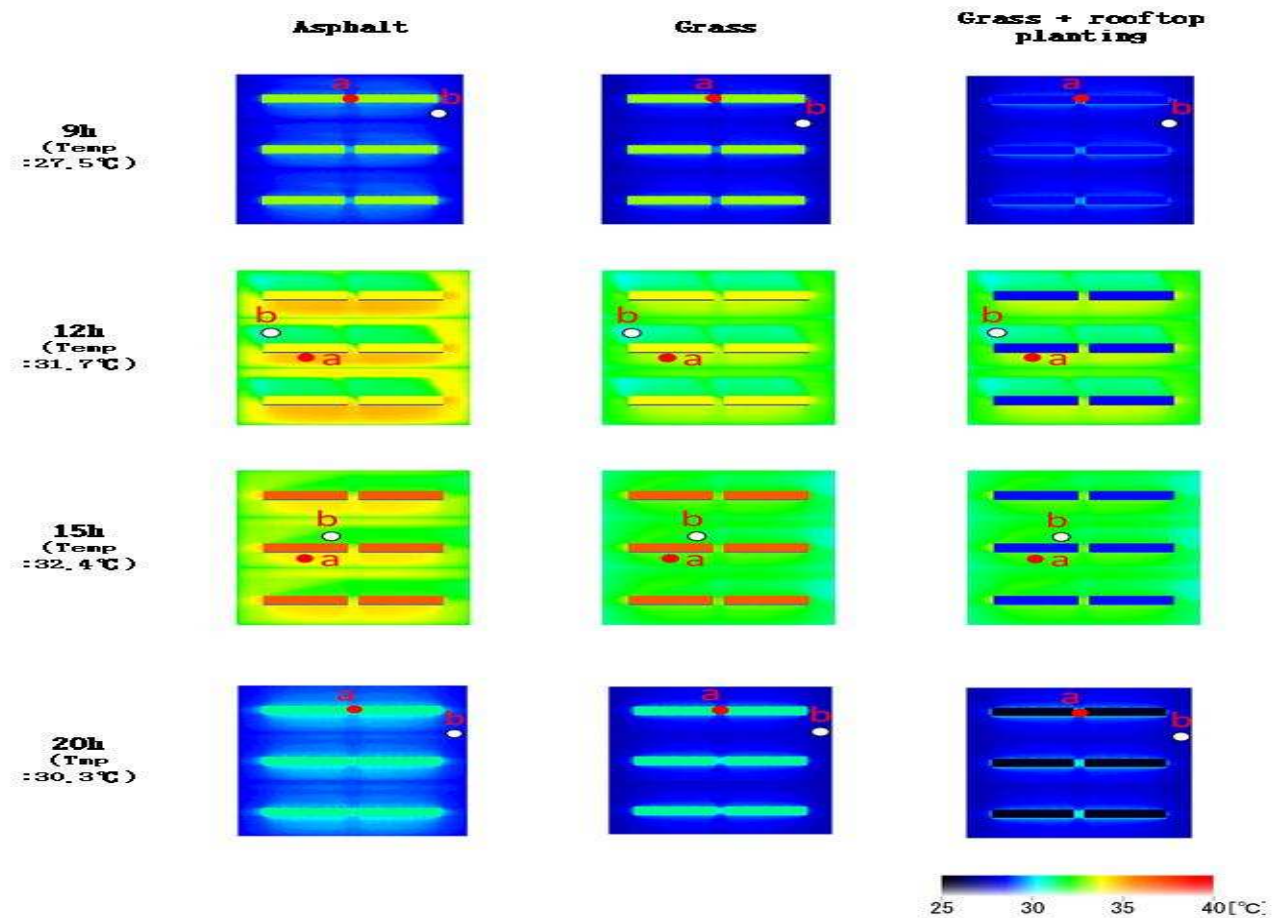 Asphalt
Grass
Grass + rooftop
planting
9h
(Temp
:27.5℃)
a
b
a
b
a
b
12h
(Temp
:31.7℃)
b
a
b
a
b
a
15h
(Temp
:32.4℃)
b
a
b
a
b
a
20h
(Tmp
:30.3℃)
a
b
a
b
a
b
25 30 35 40[℃]